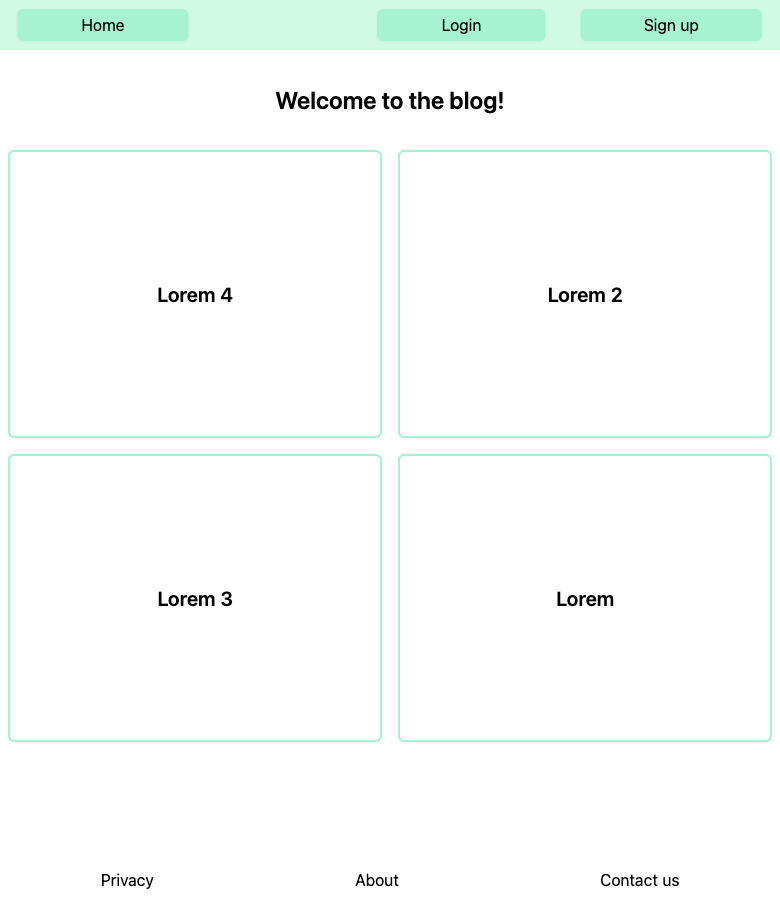 Home Login Sign up
Welcome to the blog!
Lorem 4 Lorem 2
Lorem 3 Lorem
Privacy About Contact us